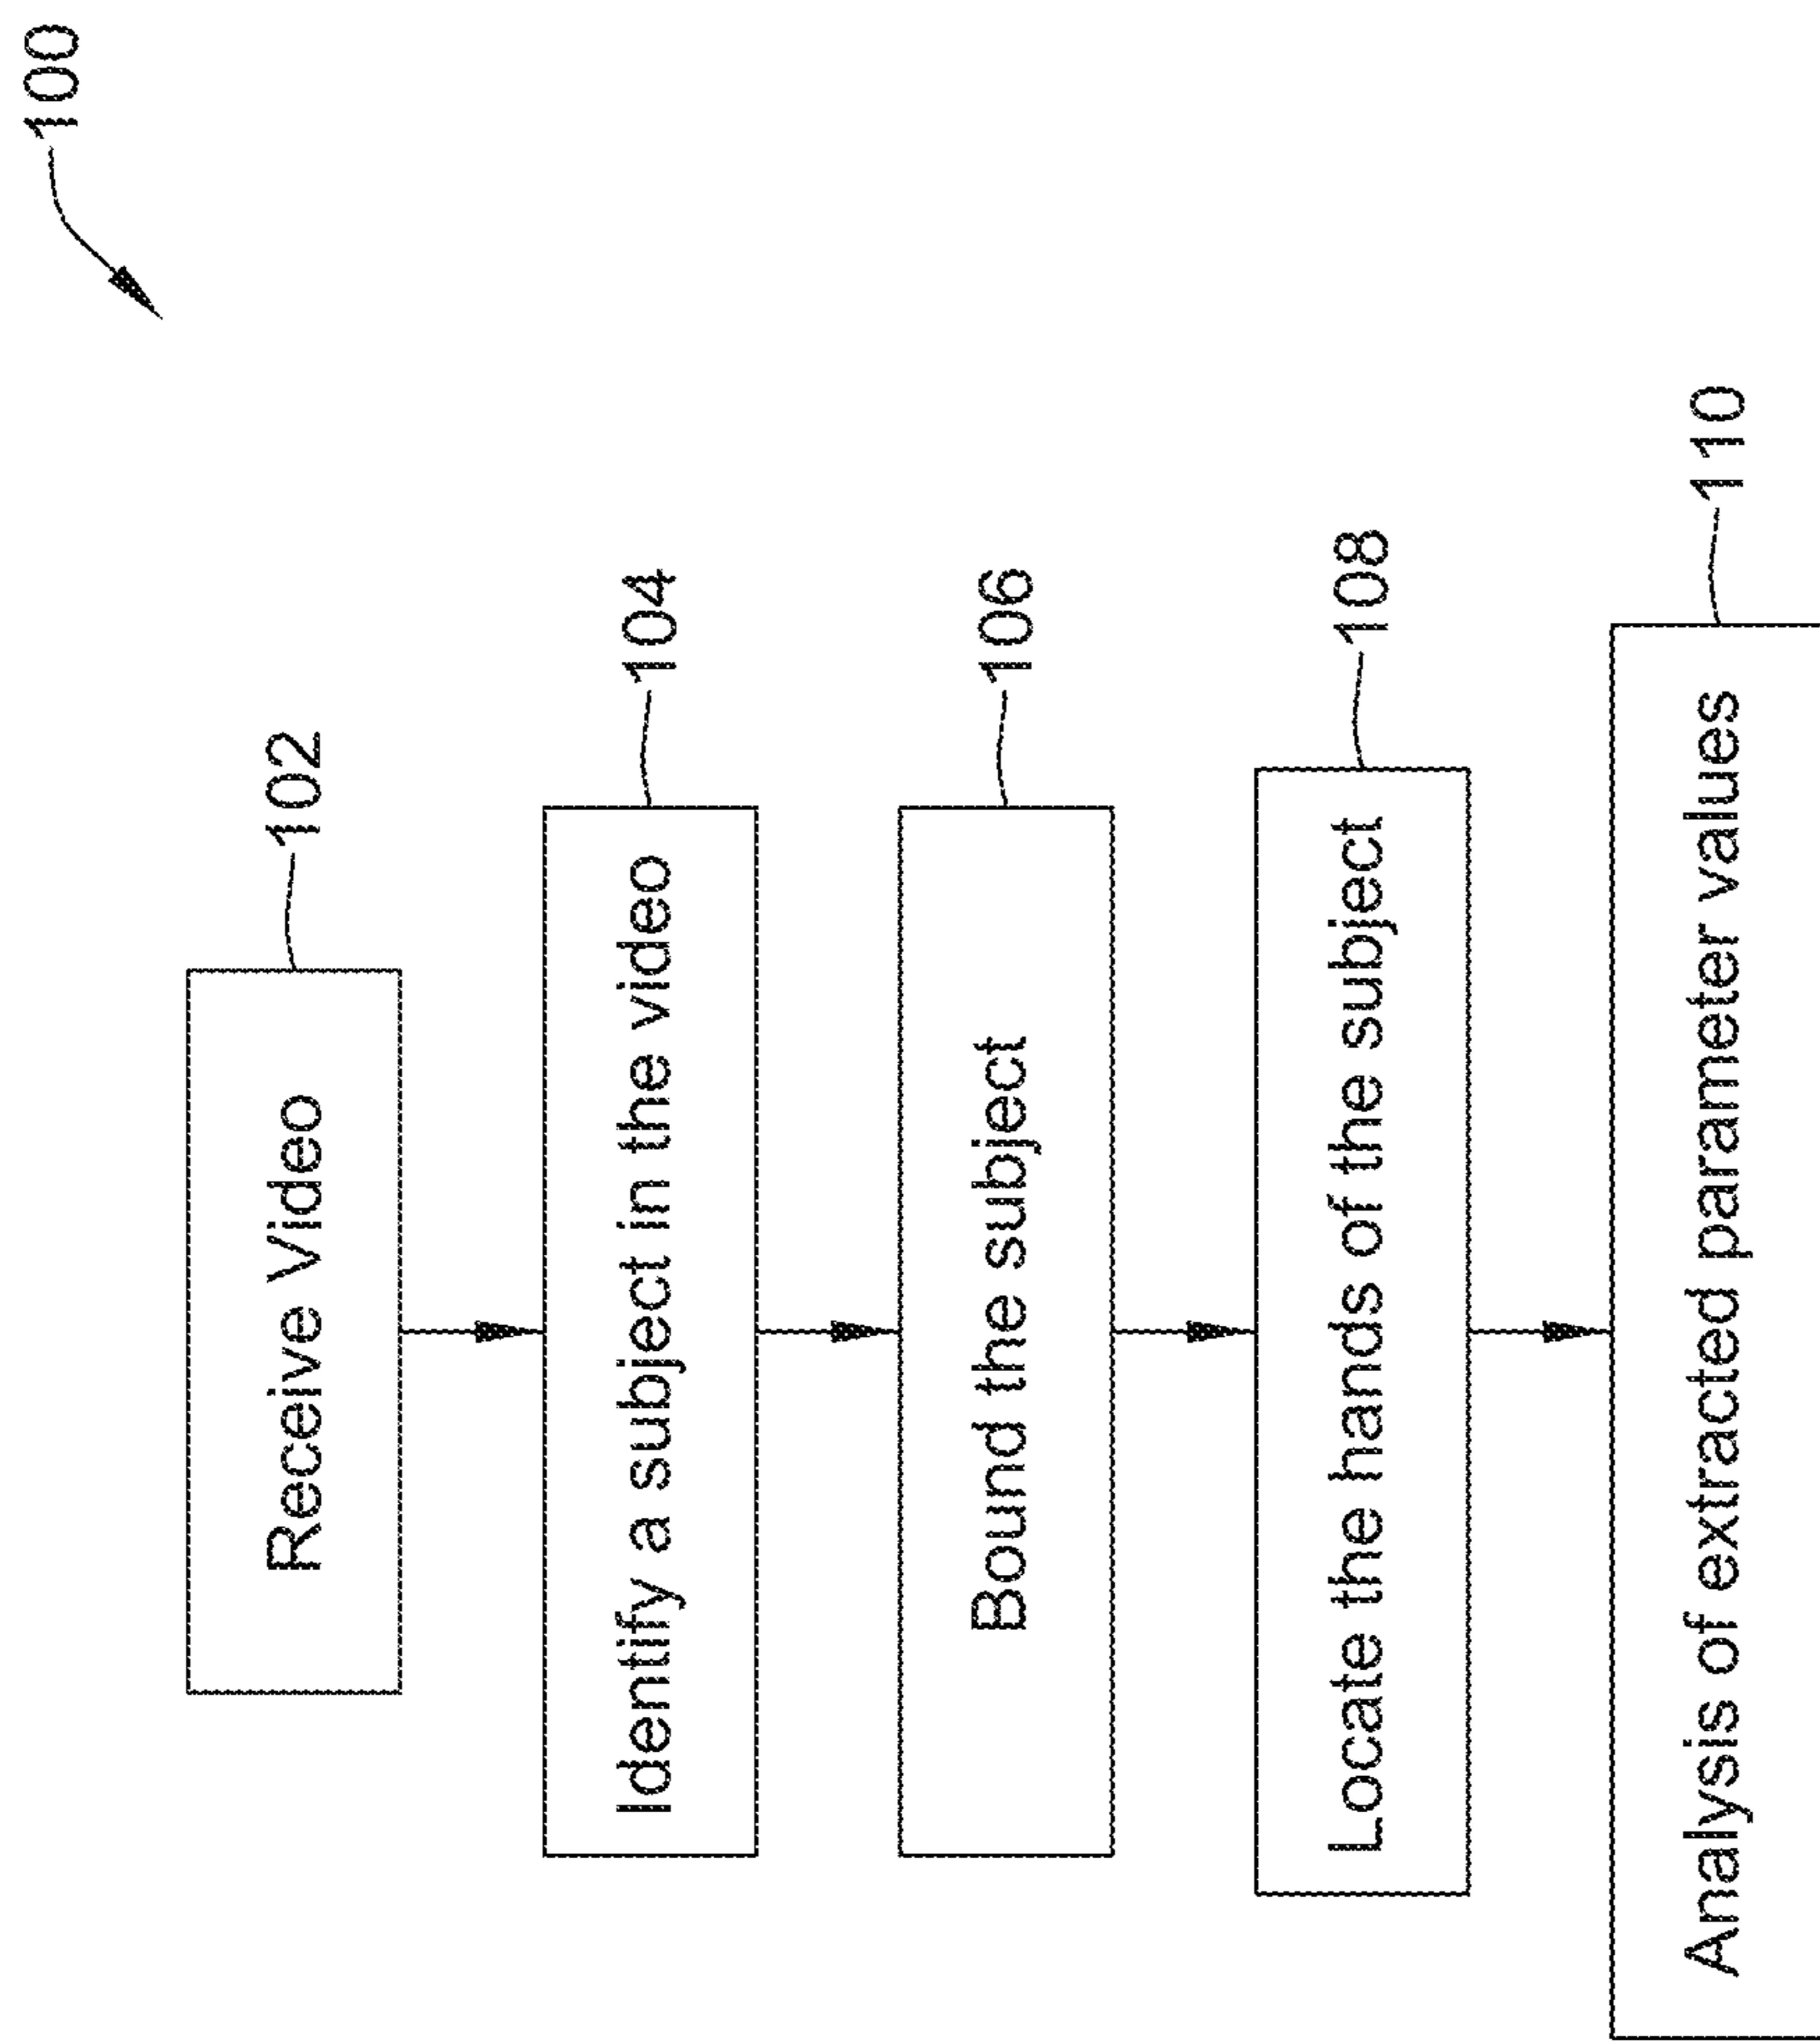 100
Receive Video
102
Identify a subject in the video
104
Bound the subject
106
Locate the hands of the subject
108
Analysis of extracted parameter values
110